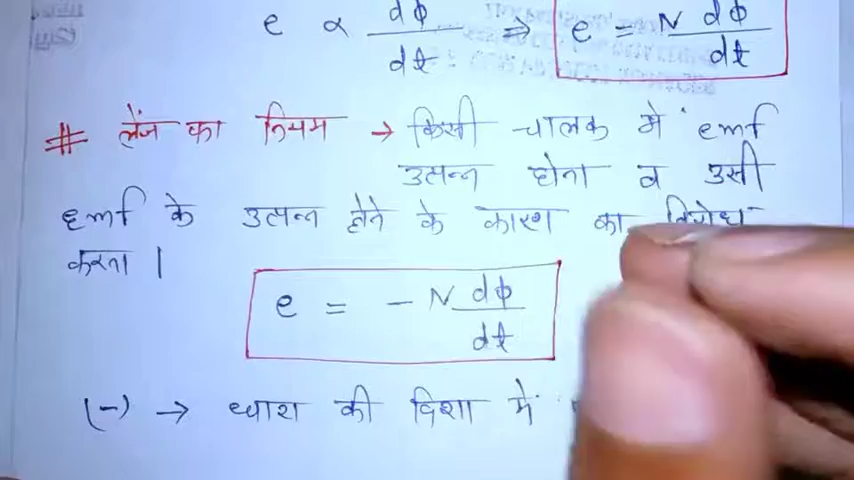 e ∝ dϕ/dt ⇒ e = N dϕ/dt
# लेंज का नियम → किसी चालक मे emf
उत्पन्न होना व उसी
emf के उत्पन्न होने के कारण का विरोध
करना।
e = - N dϕ/dt
(-) → धारा की दिशा में